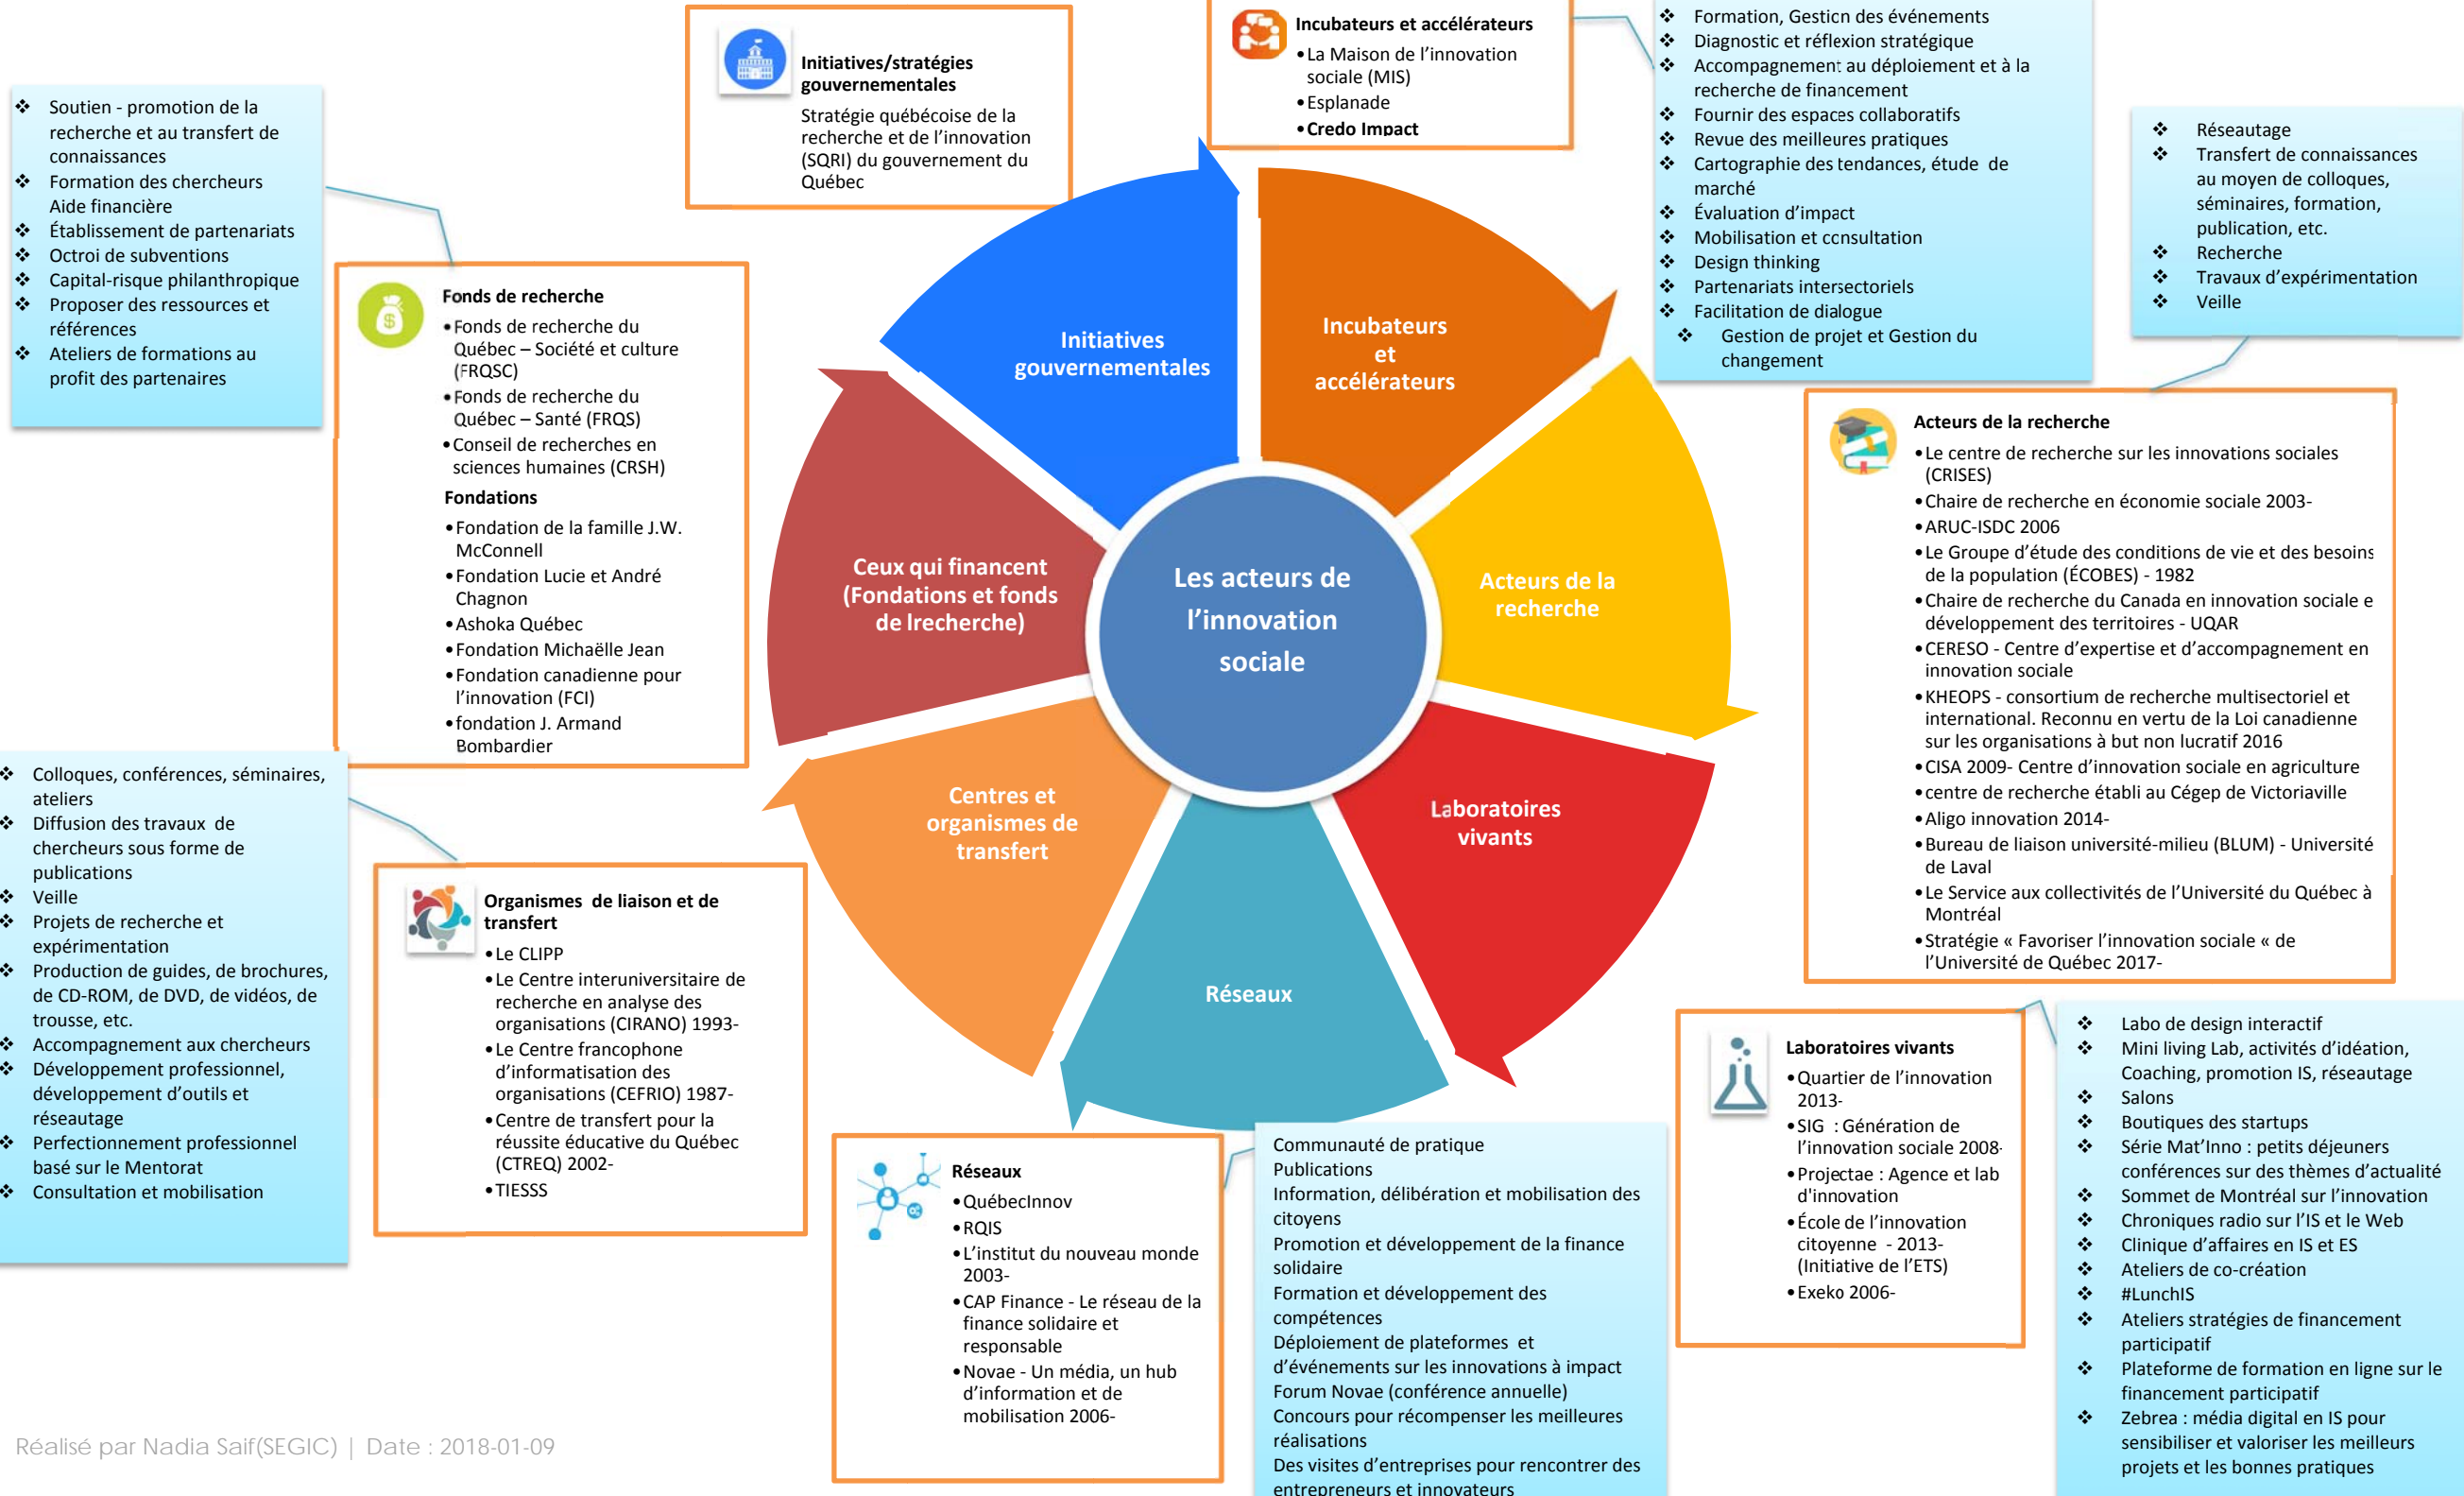 Initiatives/stratégies
gouvernementales
Stratégie québécoise de la
recherche et de l'innovation
(SQRI) du gouvernement du
Québec
Incubateurs et accélérateurs
•La Maison de l'innovation
sociale (MIS)
•Esplanade
•Credo Impact
❖ Formation, Gestion des événements
❖ Diagnostic et réflexion stratégique
❖ Accompagnement au déploiement et à la
recherche de financement
❖ Fournir des espaces collaboratifs
❖ Revue des meilleures pratiques
❖ Cartographie des tendances, étude de
marché
❖ Évaluation d'impact
❖ Mobilisation et consultation
❖ Design thinking
❖ Partenariats intersectoriels
❖ Facilitation de dialogue
❖ Gestion de projet et Gestion du
changement
❖ Soutien - promotion de la
recherche et au transfert de
connaissances
❖ Formation des chercheurs
Aide financière
❖ Établissement de partenariats
❖ Octroi de subventions
❖ Capital-risque philanthropique
❖ Proposer des ressources et
références
❖ Ateliers de formations au
profit des partenaires
❖ Réseautage
❖ Transfert de connaissances
au moyen de colloques,
séminaires, formation,
publication, etc.
❖ Recherche
❖ Travaux d'expérimentation
❖ Veille
Fonds de recherche
•Fonds de recherche du
Québec – Société et culture
(FRQSC)
•Fonds de recherche du
Québec – Santé (FRQS)
•Conseil de recherches en
sciences humaines (CRSH)
Fondations
•Fondation de la famille J.W.
McConnell
•Fondation Lucie et André
Chagnon
•Ashoka Québec
•Fondation Michaëlle Jean
•Fondation canadienne pour
l'innovation (FCI)
•fondation J. Armand
Bombardier
Initiatives
gouvernementales
Incubateurs
et
accélérateurs
Ceux qui financent
(Fondations et fonds
de lrecherche)
Les acteurs de
l'innovation
sociale
Acteurs de la
recherche
Centres et
organismes de
transfert
Laboratoires
vivants
Réseaux
Acteurs de la recherche
•Le centre de recherche sur les innovations sociales
(CRISES)
•Chaire de recherche en économie sociale 2003-
•ARUC-ISDC 2006
•Le Groupe d'étude des conditions de vie et des besoins
de la population (ÉCOBES) - 1982
•Chaire de recherche du Canada en innovation sociale e
développement des territoires - UQAR
•CERESO - Centre d'expertise et d'accompagnement en
innovation sociale
•KHEOPS - consortium de recherche multisectoriel et
international. Reconnu en vertu de la Loi canadienne
sur les organisations à but non lucratif 2016
•CISA 2009- Centre d'innovation sociale en agriculture
•centre de recherche établi au Cégep de Victoriaville
•Aligo innovation 2014-
•Bureau de liaison université-milieu (BLUM) - Université
de Laval
•Le Service aux collectivités de l'Université du Québec à
Montréal
•Stratégie « Favoriser l'innovation sociale « de
l'Université de Québec 2017-
❖ Colloques, conférences, séminaires,
ateliers
❖ Diffusion des travaux de
chercheurs sous forme de
publications
❖ Veille
❖ Projets de recherche et
expérimentation
❖ Production de guides, de brochures,
de CD-ROM, de DVD, de vidéos, de
trousse, etc.
❖ Accompagnement aux chercheurs
❖ Développement professionnel,
développement d'outils et
réseautage
❖ Perfectionnement professionnel
basé sur le Mentorat
❖ Consultation et mobilisation
Organismes de liaison et de
transfert
•Le CLIPP
•Le Centre interuniversitaire de
recherche en analyse des
organisations (CIRANO) 1993-
•Le Centre francophone
d'informatisation des
organisations (CEFRIO) 1987-
•Centre de transfert pour la
réussite éducative du Québec
(CTREQ) 2002-
•TIESSS
Réseaux
•QuébecInnov
•RQIS
•L'institut du nouveau monde
2003-
•CAP Finance - Le réseau de la
finance solidaire et
responsable
•Novae - Un média, un hub
d'information et de
mobilisation 2006-
Communauté de pratique
Publications
Information, délibération et mobilisation des
citoyens
Promotion et développement de la finance
solidaire
Formation et développement des
compétences
Déploiement de plateformes et
d'événements sur les innovations à impact
Forum Novae (conférence annuelle)
Concours pour récompenser les meilleures
réalisations
Des visites d'entreprises pour rencontrer des
entrepreneurs et innovateurs
Laboratoires vivants
•Quartier de l'innovation
2013-
•SIG : Génération de
l'innovation sociale 2008-
•Projectae : Agence et lab
d'innovation
•École de l'innovation
citoyenne - 2013-
(Initiative de l'ETS)
•Exeko 2006-
❖ Labo de design interactif
❖ Mini living Lab, activités d'idéation,
Coaching, promotion IS, réseautage
❖ Salons
❖ Boutiques des startups
❖ Série Mat'Inno : petits déjeuners
conférences sur des thèmes d'actualité
❖ Sommet de Montréal sur l'innovation
❖ Chroniques radio sur l'IS et le Web
❖ Clinique d'affaires en IS et ES
❖ Ateliers de co-création
❖ #LunchIS
❖ Ateliers stratégies de financement
participatif
❖ Plateforme de formation en ligne sur le
financement participatif
❖ Zebrea : média digital en IS pour
sensibiliser et valoriser les meilleurs
projets et les bonnes pratiques
Réalisé par Nadia Saif(SEGIC) | Date : 2018-01-09